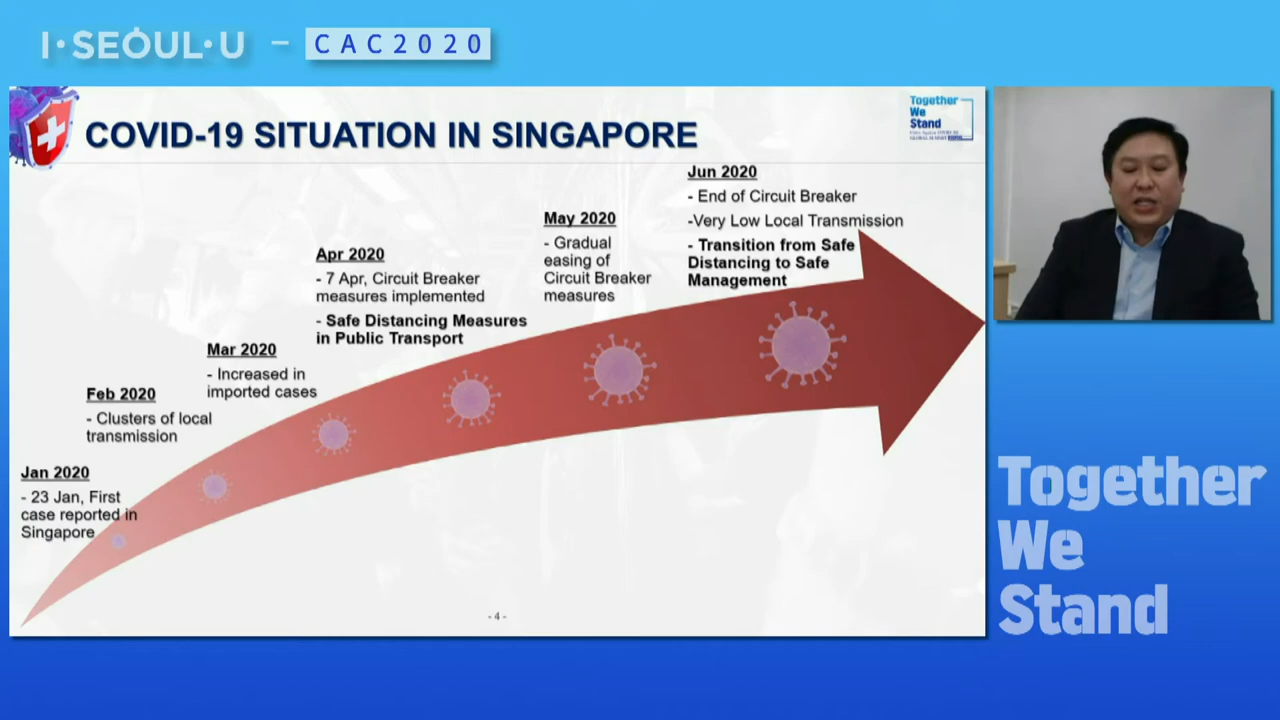 I·SEOUL·U – CAC2020
COVID-19 SITUATION IN SINGAPORE
Together
We
Stand
Jan 2020
- 23 Jan, First
case reported in
Singapore
Feb 2020
- Clusters of local
transmission
Mar 2020
- Increased in
imported cases
Apr 2020
- 7 Apr, Circuit Breaker
measures implemented
- Safe Distancing Measures
in Public Transport
May 2020
- Gradual
easing of
Circuit Breaker
measures
Jun 2020
- End of Circuit Breaker
-Very Low Local Transmission
- Transition from Safe
Distancing to Safe
Management
- 4 -
Together
We
Stand